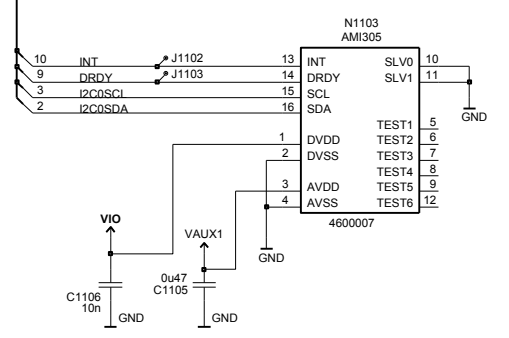 N1103
AMI305
10 INT J1102 13 INT SLV0 10
9 DRDY J1103 14 DRDY SLV1 11
3 I2C0SCL 15 SCL
2 I2C0SDA 16 SDA
GND
TEST1 5
1 DVDD TEST2 6
2 DVSS TEST3 7
TEST4 8
3 AVDD TEST5 9
4 AVSS TEST6 12
4600007
VIO
VAUX1
GND
0u47
C1106 C1105
10n
GND GND